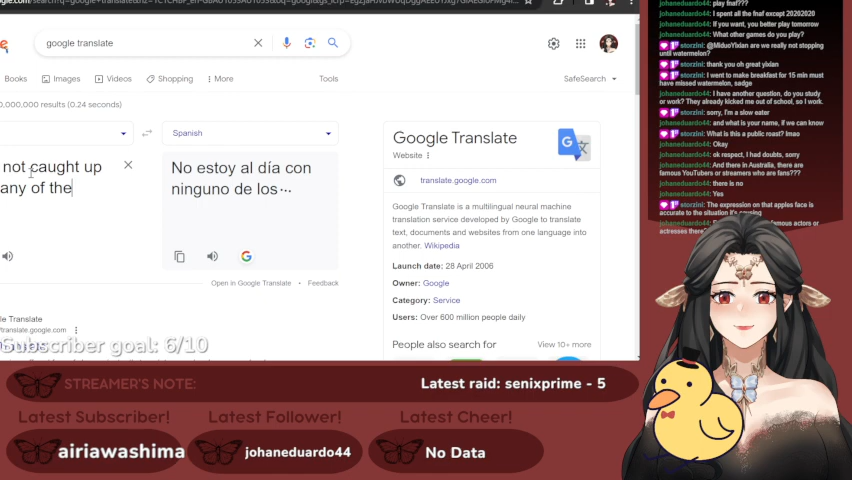 google translate
Books
Images
Videos
Shopping
More
Tools
SafeSearch
0,000,000 results (0.24 seconds)
Spanish
not caught up
any of the
No estoy al día con
ninguno de los...
Open in Google Translate • Feedback
Google Translate
Website
translate.google.com
Google Translate is a multilingual neural machine
translation service developed by Google to translate
text, documents and websites from one language into
another. Wikipedia
Launch date: 28 April 2006
Owner: Google
Category: Service
Users: Over 600 million people daily
People also search for
View 10+ more
translate.google.com
Subscriber goal: 6/10
STREAMER'S NOTE:
Latest raid: senixprime - 5
Latest Subscriber!
Latest Follower!
Latest Cheer!
airiawashima
johaneduardo44
No Data
johaneduardo44:
play fnaf???
johaneduardo44: I spent all the fnaf except 20202020
johaneduardo44: If you want, you better play tomorrow
johaneduardo44: What other games do you play?
storzini: @MiduoYixian are we really not stopping
until watermelon?
storzini: thank you oh great yixian
storzini: I went to make breakfast for 15 min must
have missed watermelon, sadge
johaneduardo44: I have another question, do you study
or work? They already kicked me out of school, so I work.
storzini: sorry, I'm a slow eater
johaneduardo44: and what is your name, if we can know
storzini: What is this a public roast? lmao
johaneduardo44: Okay
johaneduardo44: ok respect, I had doubts, sorry
johaneduardo44: And there in Australia, there are
famous YouTubers or streamers who are fans???
johaneduardo44: there is no
johaneduardo44: Yes
storzini: The expression on that apples face is
accurate to the situation it's causing